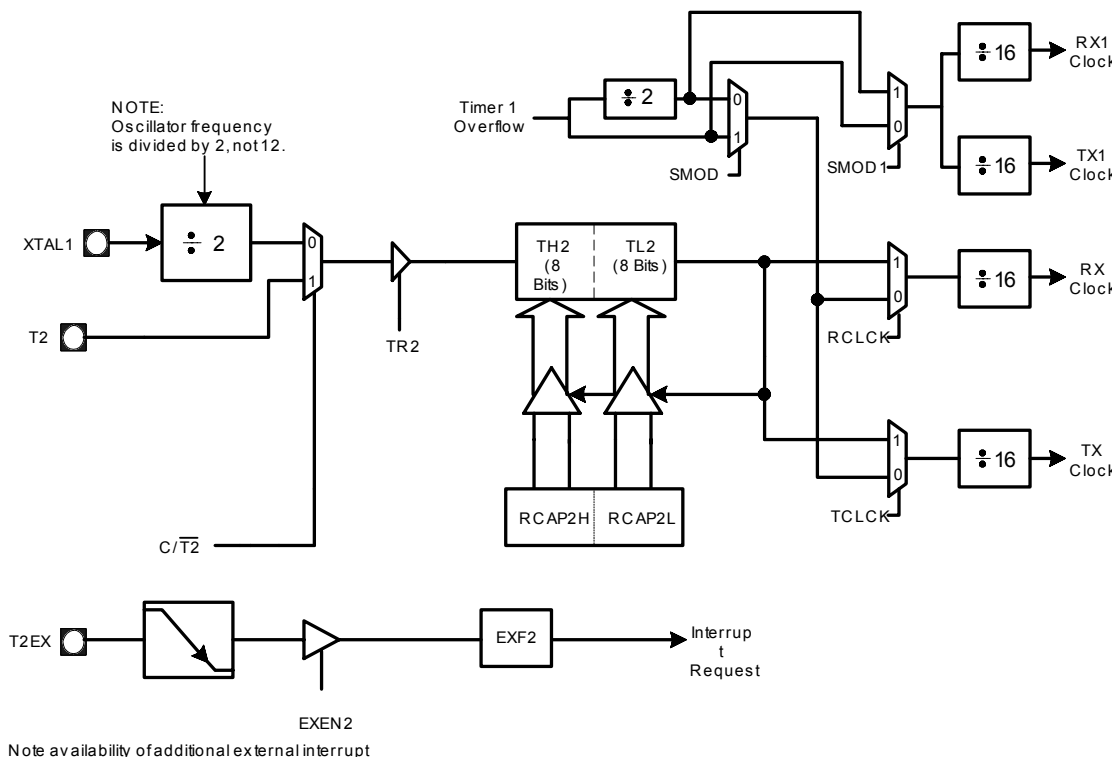 RX1
Clock
÷ 16
÷ 2
Timer 1
Overflow
0
1
SMOD
1
0
SMOD1
÷ 16
TX1
Clock
NOTE:
Oscillator frequency
is divided by 2, not 12.
XTAL1
÷ 2
0
1
T2
TR2
TH2
(8
Bits)
TL2
(8 Bits)
1
0
RCLCK
÷ 16
RX
Clock
1
0
TCLCK
÷ 16
TX
Clock
RCAP2H
RCAP2L
C/T2
T2EX
EXEN2
EXF2
Interrup
t
Request
Note availability of additional external interrupt